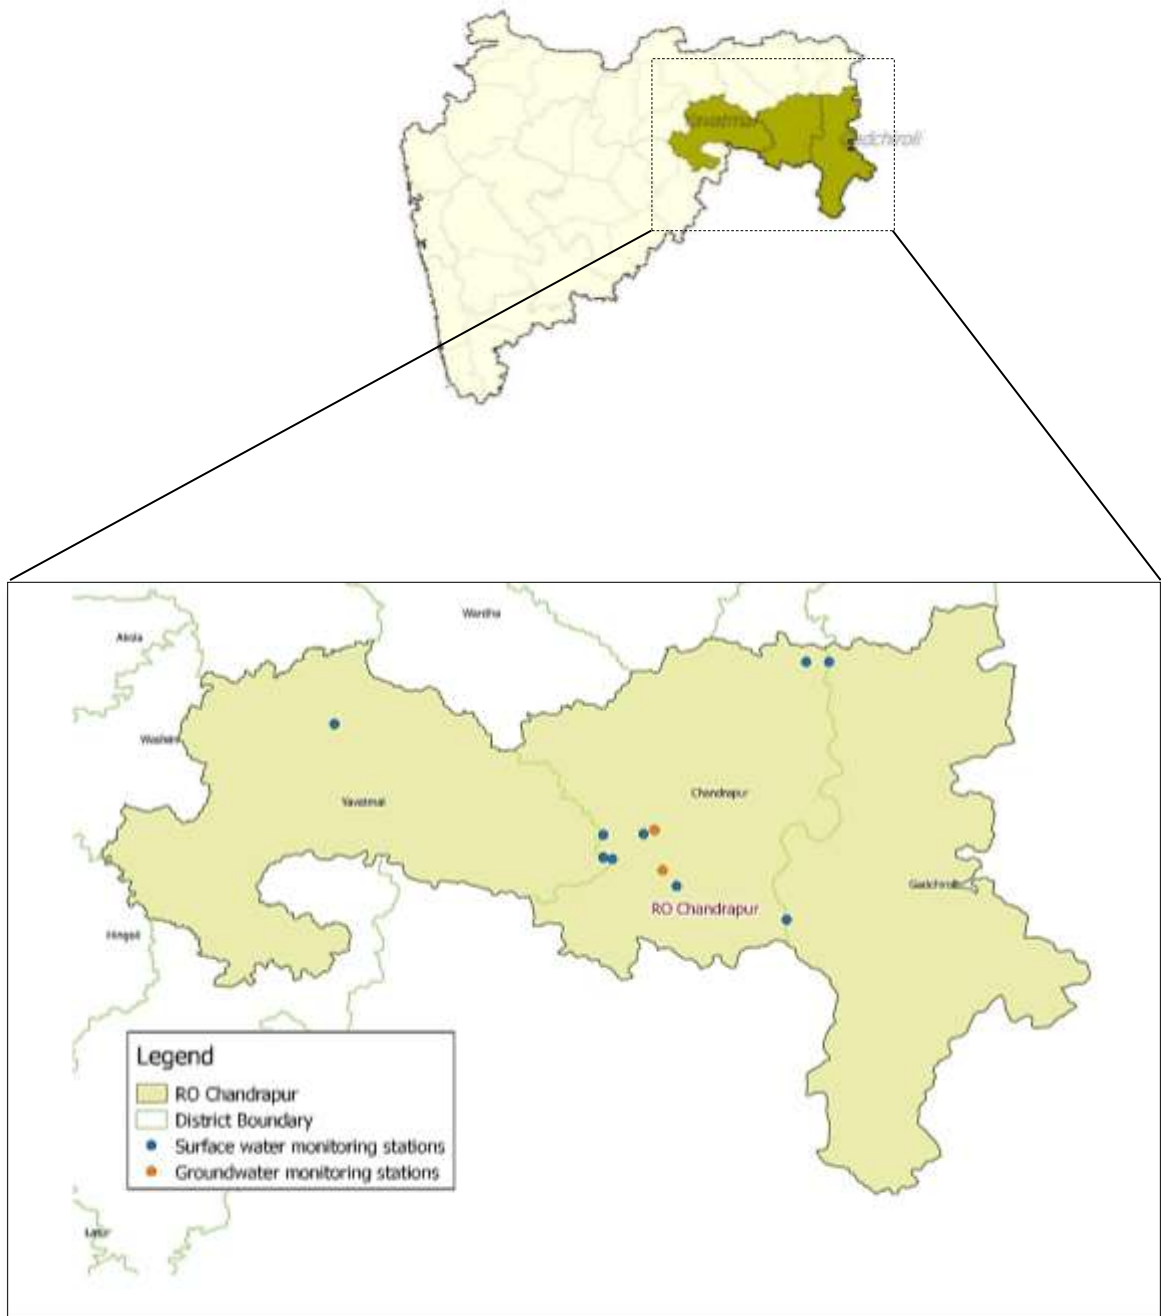 Yavatmal
Gadchiroli
Wardha
Akola
Washim
Yavatmal
Chandrapur
Gadchiroli
RO Chandrapur
Hingoli
Legend
RO Chandrapur
District Boundary
Surface water monitoring stations
Groundwater monitoring stations
Latur